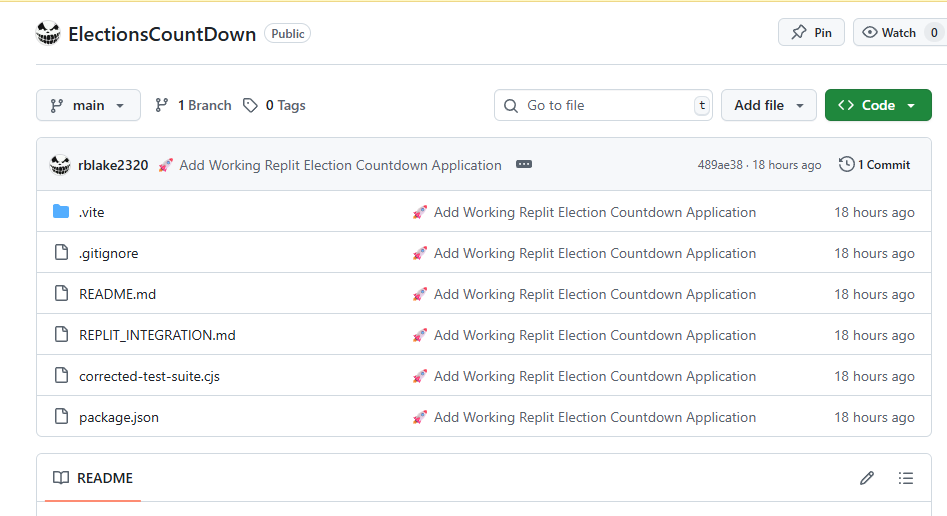 ElectionsCountDown Public Pin Watch 0
main 1 Branch 0 Tags Go to file t Add file Code
rblake2320 🚀 Add Working Replit Election Countdown Application ··· 489ae38 · 18 hours ago 1 Commit
.vite 🚀 Add Working Replit Election Countdown Application 18 hours ago
.gitignore 🚀 Add Working Replit Election Countdown Application 18 hours ago
README.md 🚀 Add Working Replit Election Countdown Application 18 hours ago
REPLIT_INTEGRATION.md 🚀 Add Working Replit Election Countdown Application 18 hours ago
corrected-test-suite.cjs 🚀 Add Working Replit Election Countdown Application 18 hours ago
package.json 🚀 Add Working Replit Election Countdown Application 18 hours ago
README